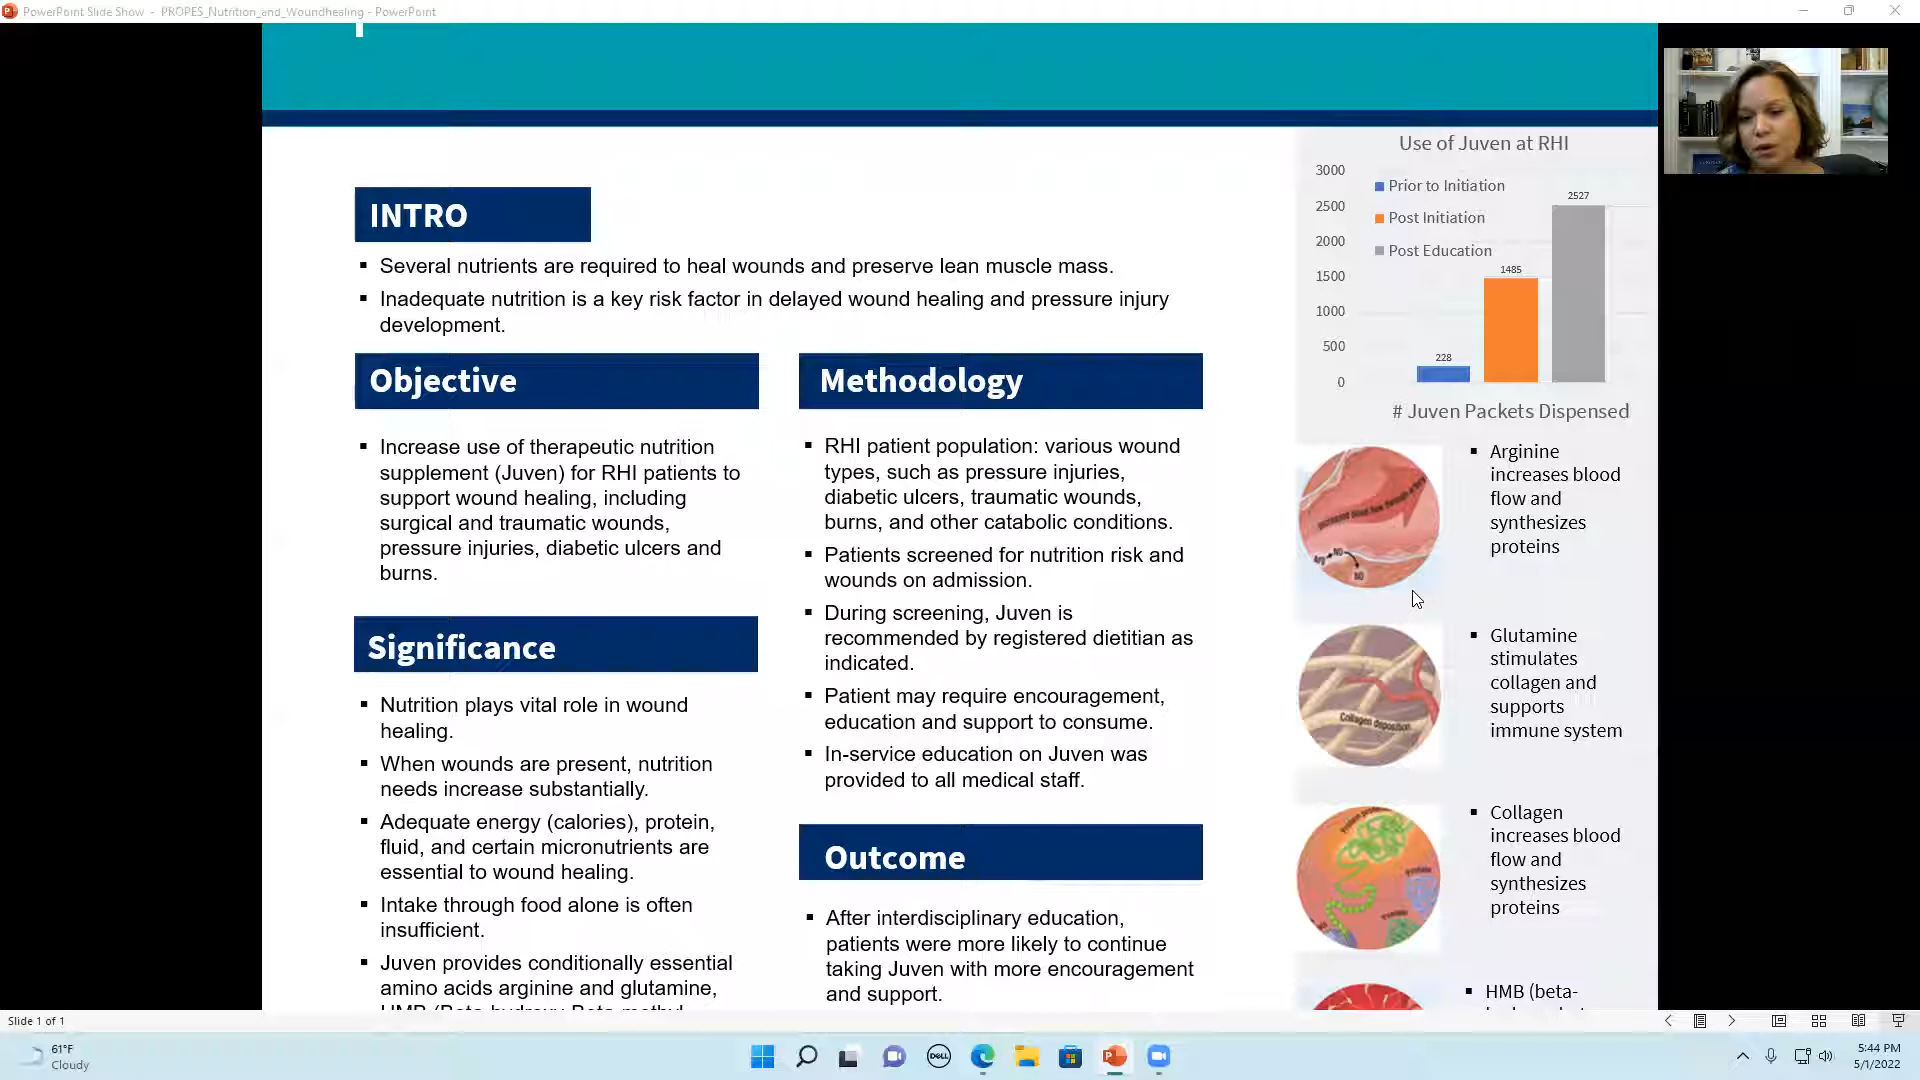 PowerPoint Slide Show - PROPES_Nutrition_and_Woundhealing - PowerPoint
INTRO
▪ Several nutrients are required to heal wounds and preserve lean muscle mass.
▪ Inadequate nutrition is a key risk factor in delayed wound healing and pressure injury
development.
Objective
▪ Increase use of therapeutic nutrition
supplement (Juven) for RHI patients to
support wound healing, including
surgical and traumatic wounds,
pressure injuries, diabetic ulcers and
burns.
Significance
▪ Nutrition plays vital role in wound
healing.
▪ When wounds are present, nutrition
needs increase substantially.
▪ Adequate energy (calories), protein,
fluid, and certain micronutrients are
essential to wound healing.
▪ Intake through food alone is often
insufficient.
▪ Juven provides conditionally essential
amino acids arginine and glutamine,
Methodology
▪ RHI patient population: various wound
types, such as pressure injuries,
diabetic ulcers, traumatic wounds,
burns, and other catabolic conditions.
▪ Patients screened for nutrition risk and
wounds on admission.
▪ During screening, Juven is
recommended by registered dietitian as
indicated.
▪ Patient may require encouragement,
education and support to consume.
▪ In-service education on Juven was
provided to all medical staff.
Outcome
▪ After interdisciplinary education,
patients were more likely to continue
taking Juven with more encouragement
and support.
Use of Juven at RHI
3000
2500
2000
1500
1000
500
0
Prior to Initiation
Post Initiation
Post Education
228
1485
2527
# Juven Packets Dispensed
Arg NO
NO
▪ Arginine
increases blood
flow and
synthesizes
proteins
Collagen deposition
▪ Glutamine
stimulates
collagen and
supports
immune system
▪ Collagen
increases blood
flow and
synthesizes
proteins
▪ HMB (beta-
Slide 1 of 1
61°F
Cloudy
DELL
5:44 PM
5/1/2022